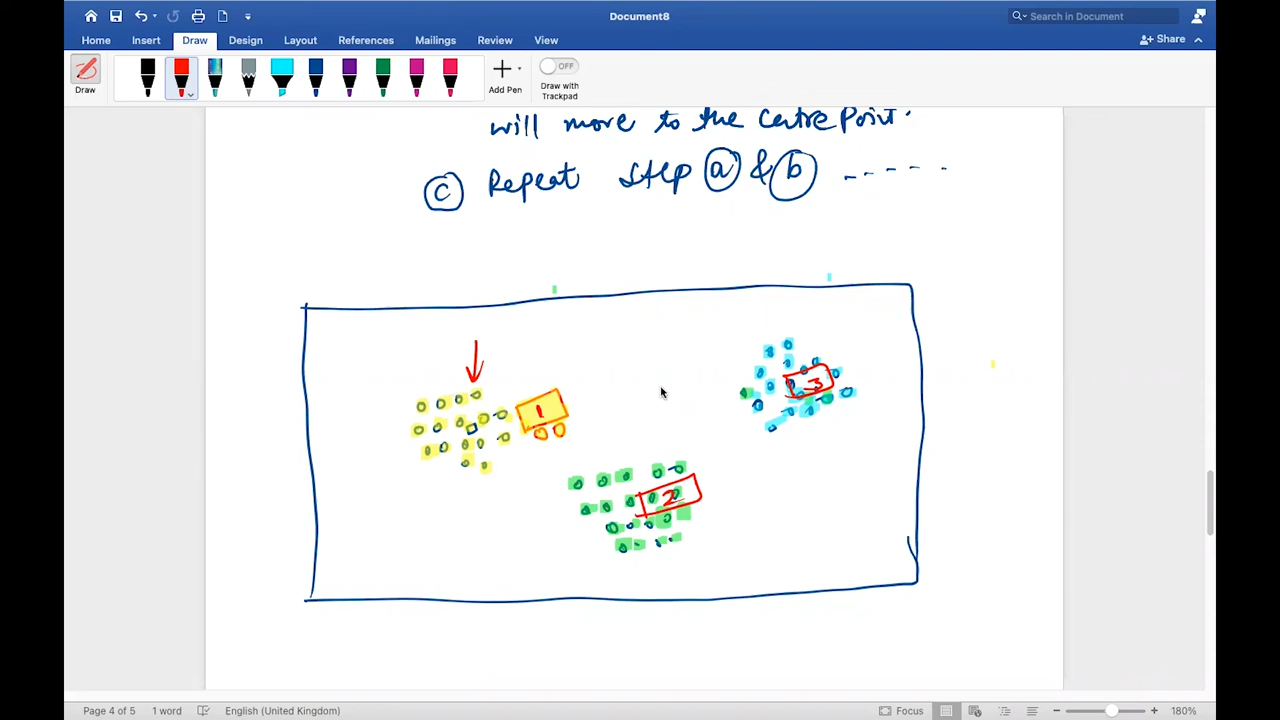 Document8
Search in Document
Home Insert Draw Design Layout References Mailings Review View
Share
Draw
Add Pen
OFF
Draw with
Trackpad
will move to the Centre Point.
c Repeat Step a & b -----
3
1
2
Page 4 of 5 1 word English (United Kingdom) Focus 180%